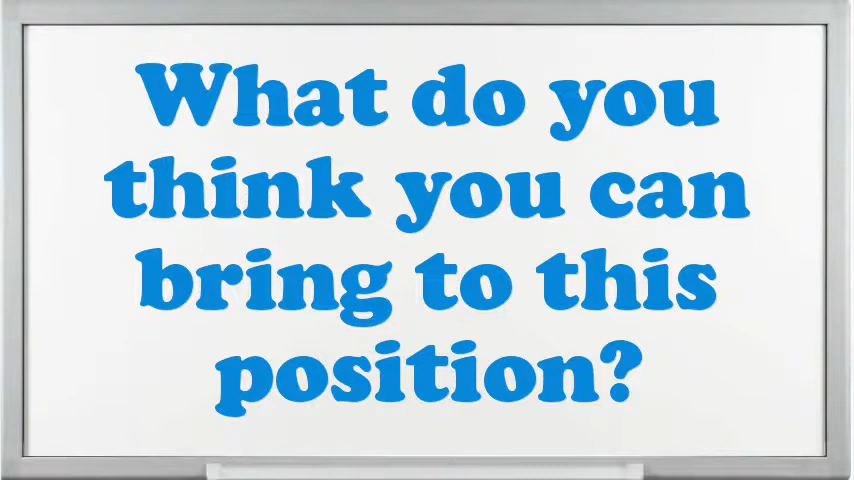 What do you
think you can
bring to this
position?